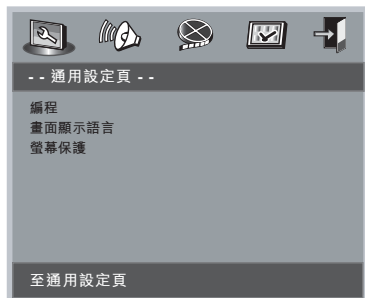 - - 通用設定頁 - -
編程
畫面顯示語言
螢幕保護
至通用設定頁